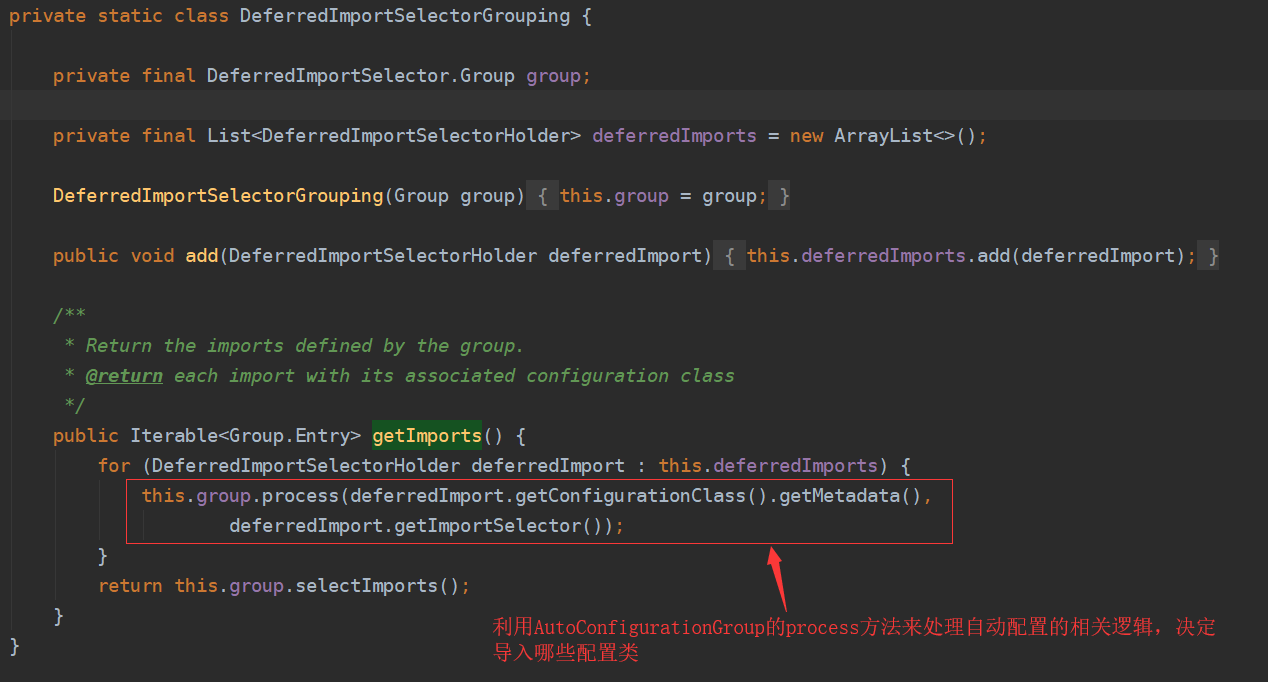 private static class DeferredImportSelectorGrouping {
private final DeferredImportSelector.Group group;
private final List<DeferredImportSelectorHolder> deferredImports = new ArrayList<>();
DeferredImportSelectorGrouping(Group group) { this.group = group; }
public void add(DeferredImportSelectorHolder deferredImport) { this.deferredImports.add(deferredImport); }
/**
* Return the imports defined by the group.
* @return each import with its associated configuration class
*/
public Iterable<Group.Entry> getImports() {
for (DeferredImportSelectorHolder deferredImport : this.deferredImports) {
this.group.process(deferredImport.getConfigurationClass().getMetadata(),
deferredImport.getImportSelector());
}
return this.group.selectImports();
}
}
利用AutoConfigurationGroup的process方法来处理自动配置的相关逻辑，决定
导入哪些配置类